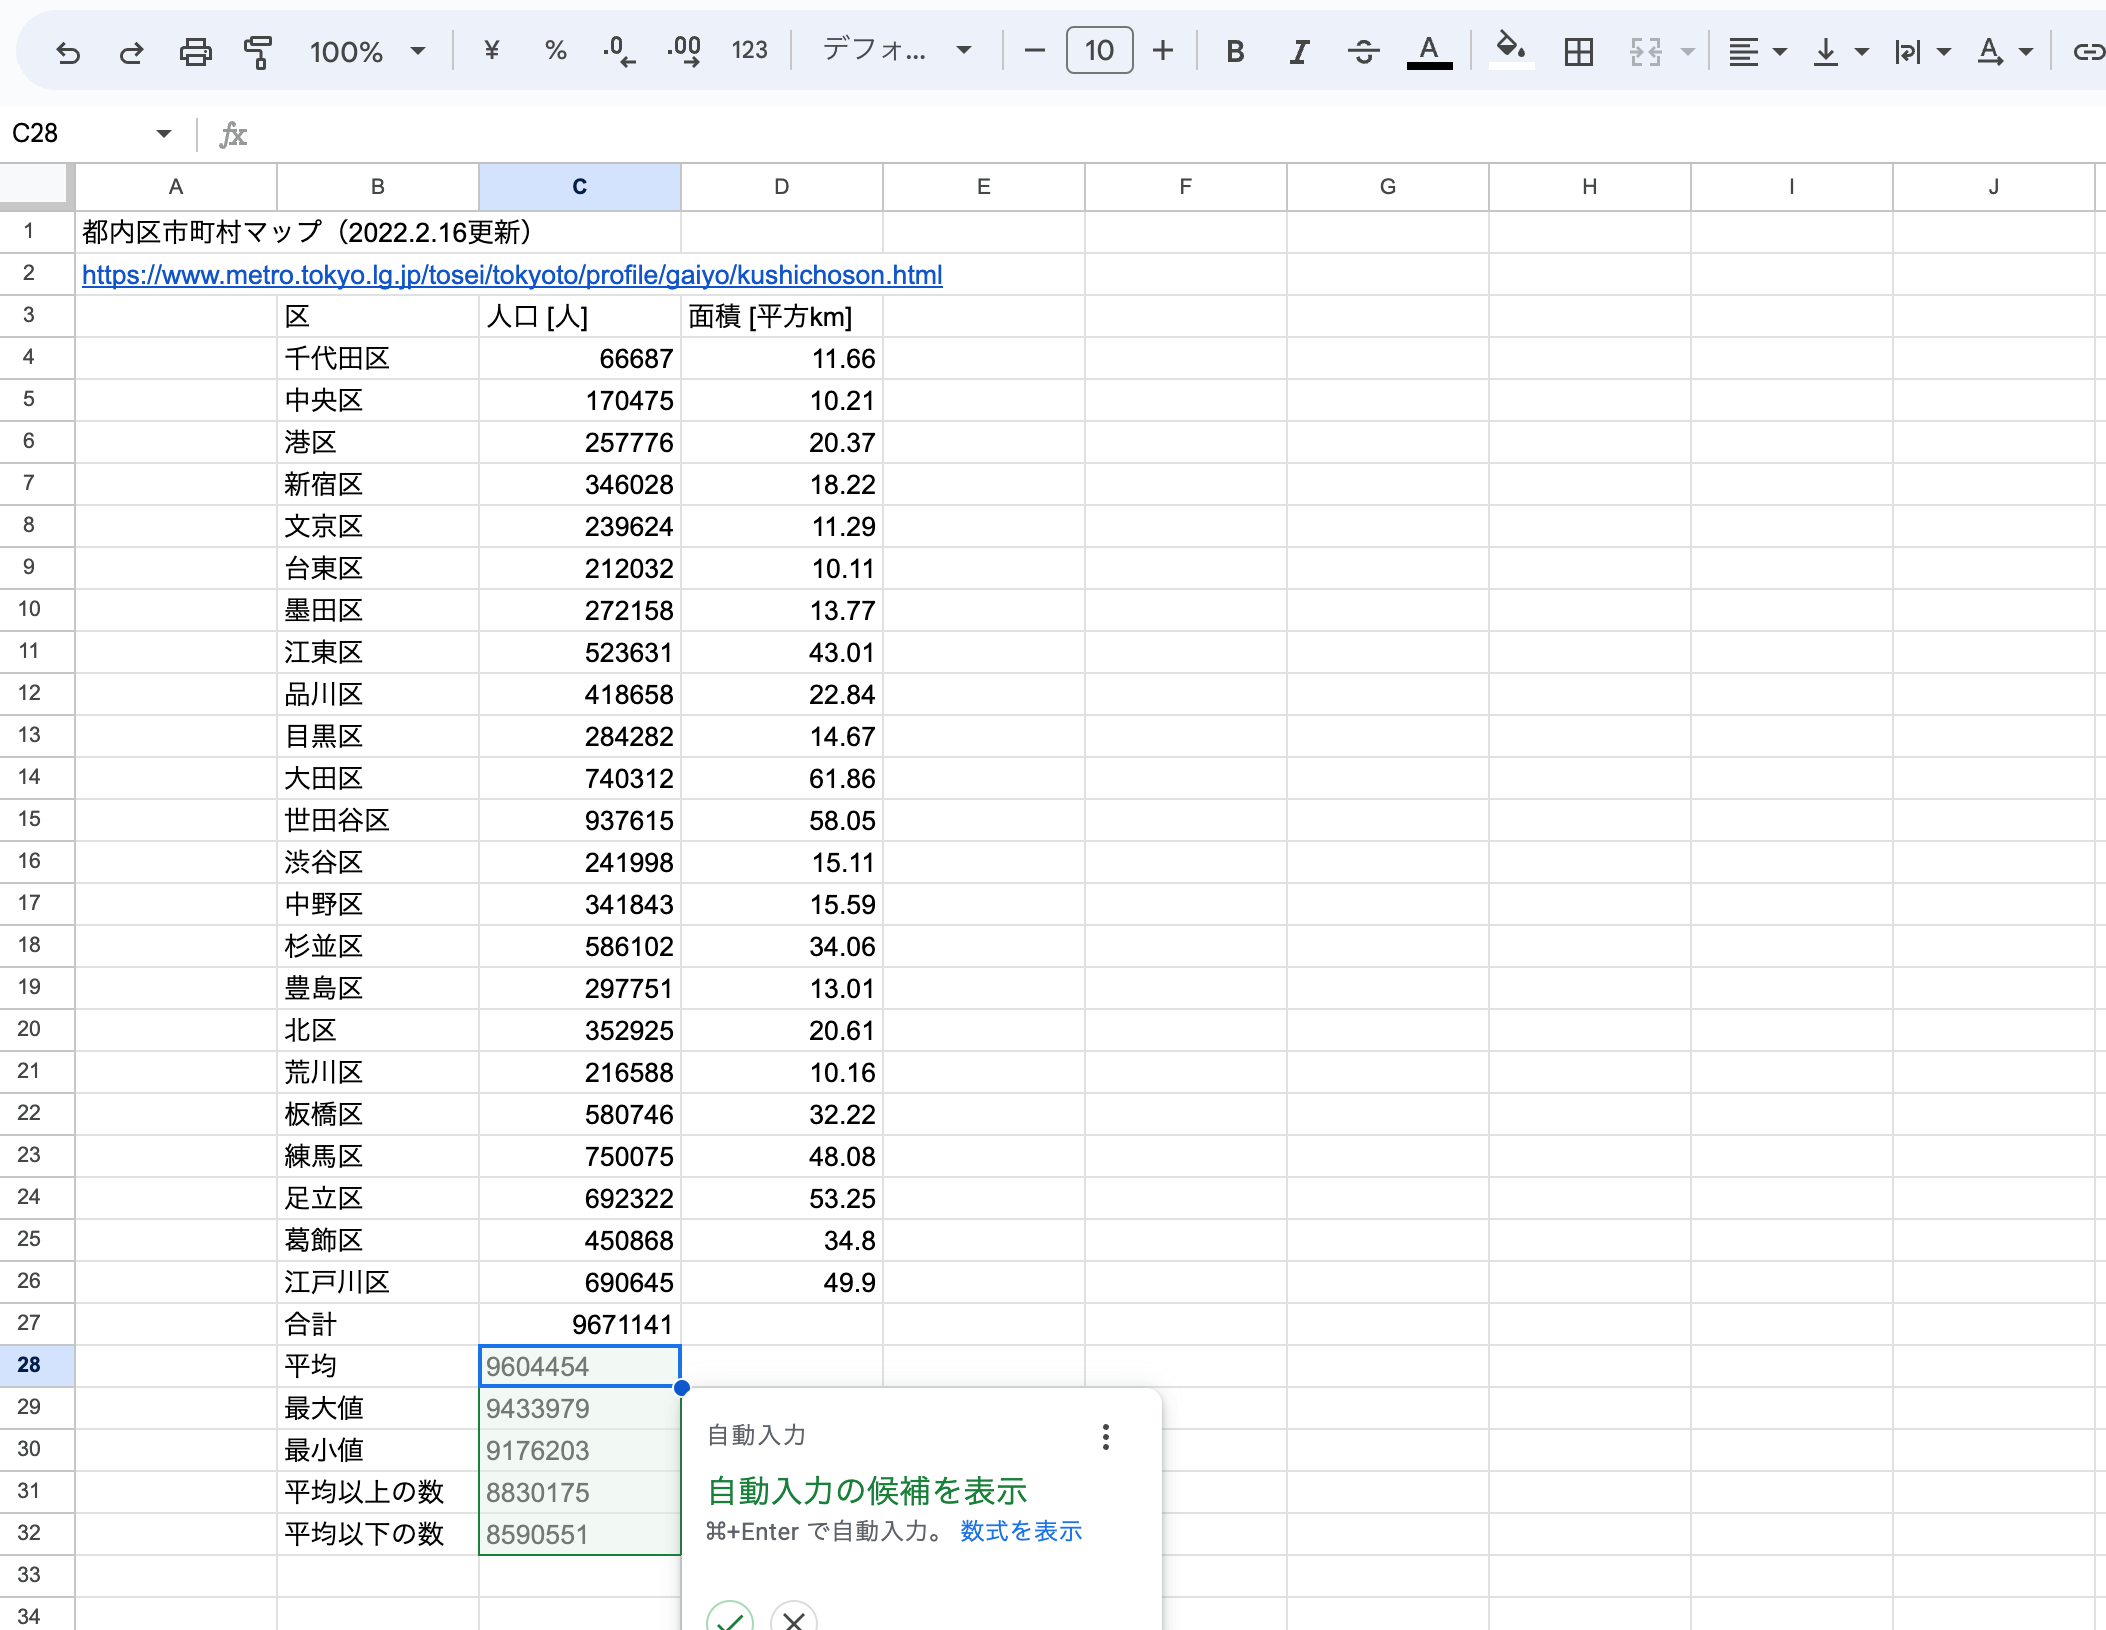 100% ¥ % .0 .00 123 デフォ... 10 B I A A
C28 fx
A B C D E F G H I J
1 都内区市町村マップ（2022.2.16更新）
2 https://www.metro.tokyo.lg.jp/tosei/tokyoto/profile/gaiyo/kushichoson.html
3 区 人口 [人] 面積 [平方km]
4 千代田区 66687 11.66
5 中央区 170475 10.21
6 港区 257776 20.37
7 新宿区 346028 18.22
8 文京区 239624 11.29
9 台東区 212032 10.11
10 墨田区 272158 13.77
11 江東区 523631 43.01
12 品川区 418658 22.84
13 目黒区 284282 14.67
14 大田区 740312 61.86
15 世田谷区 937615 58.05
16 渋谷区 241998 15.11
17 中野区 341843 15.59
18 杉並区 586102 34.06
19 豊島区 297751 13.01
20 北区 352925 20.61
21 荒川区 216588 10.16
22 板橋区 580746 32.22
23 練馬区 750075 48.08
24 足立区 692322 53.25
25 葛飾区 450868 34.8
26 江戸川区 690645 49.9
27 合計 9671141
28 平均 9604454
29 最大値 9433979
30 最小値 9176203
31 平均以上の数 8830175
32 平均以下の数 8590551
33
34
自動入力
自動入力の候補を表示
⌘+Enter で自動入力。 数式を表示